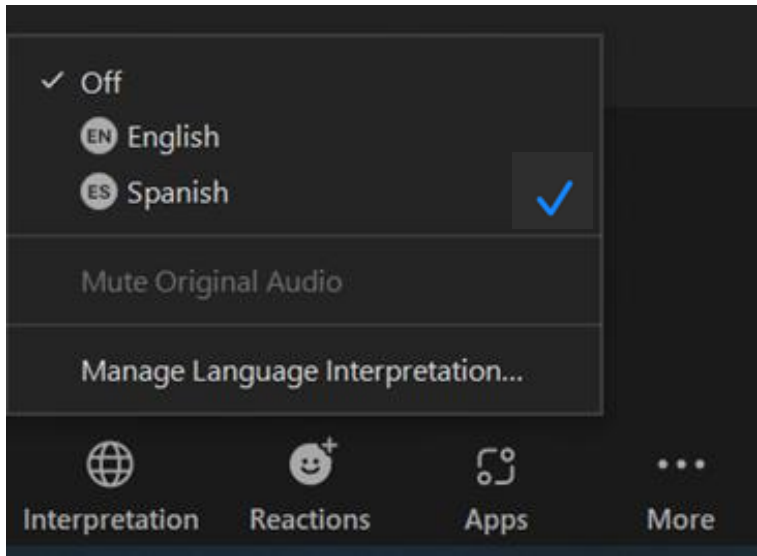 Off
EN English
ES Spanish
Mute Original Audio
Manage Language Interpretation...
Interpretation Reactions Apps More